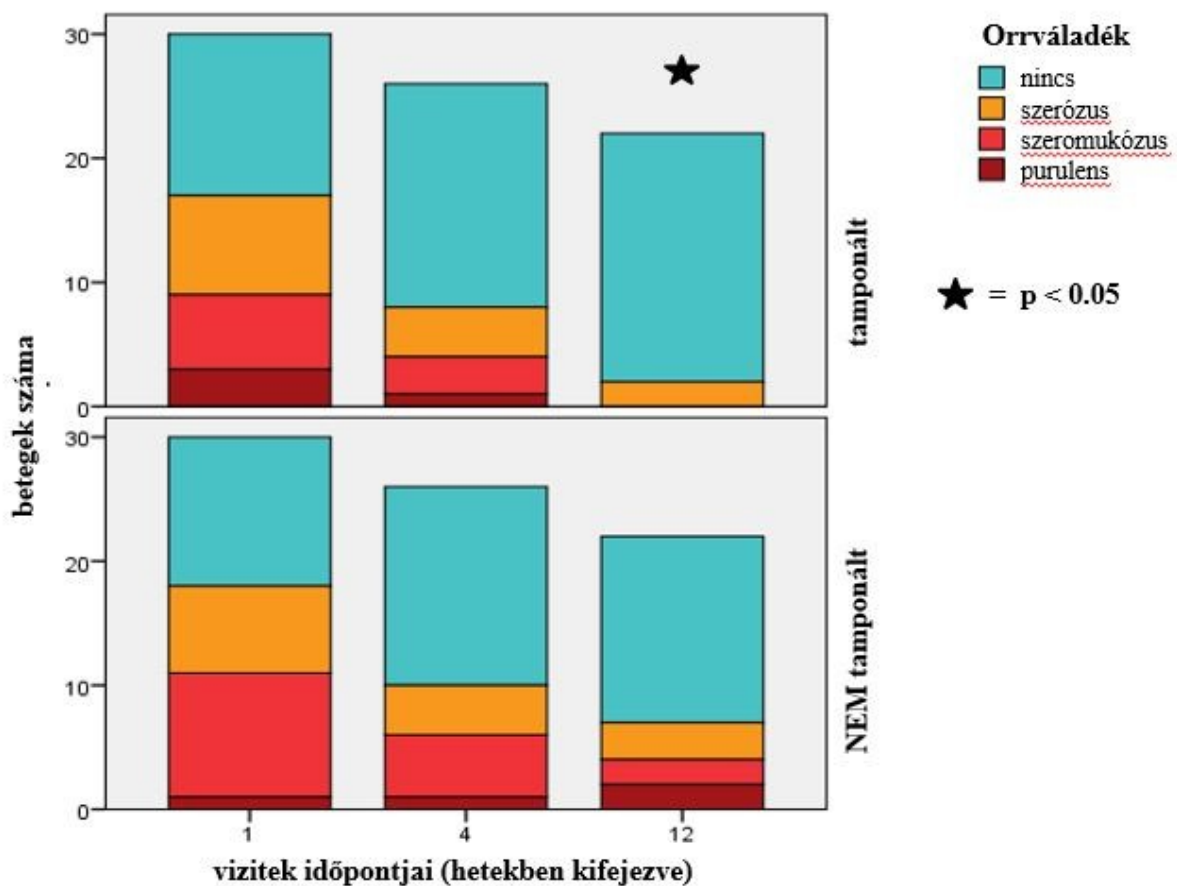 30
20
10
0
30
20
10
0
betegek száma
tamponált
NEM tamponált
1
4
12
vizitek időpontjai (hetekben kifejezve)
Orrváladék
nincs
szerózus
szeromukózus
purulens
★ = p < 0.05